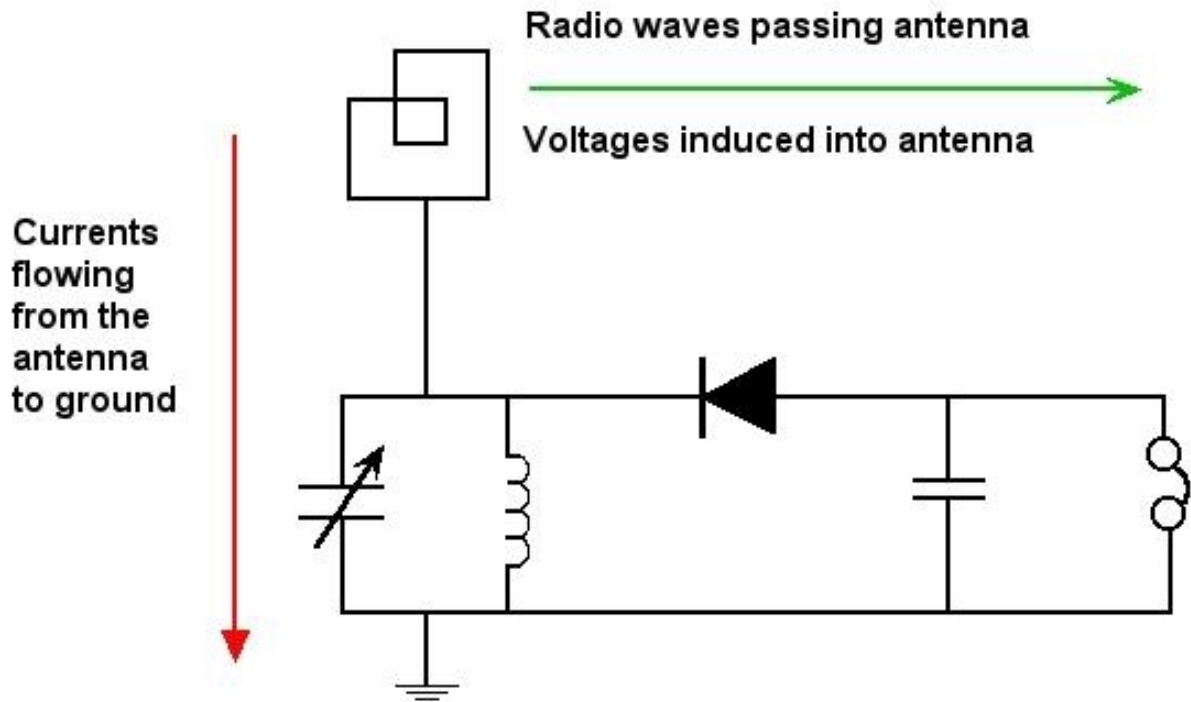 Radio waves passing antenna
Voltages induced into antenna
Currents
flowing
from the
antenna
to ground